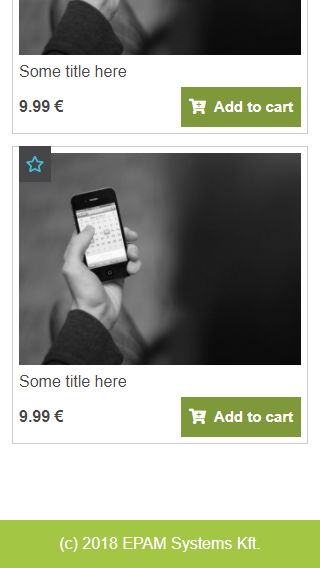 Some title here
9.99 €
Add to cart
Some title here
9.99 €
Add to cart
(c) 2018 EPAM Systems Kft.